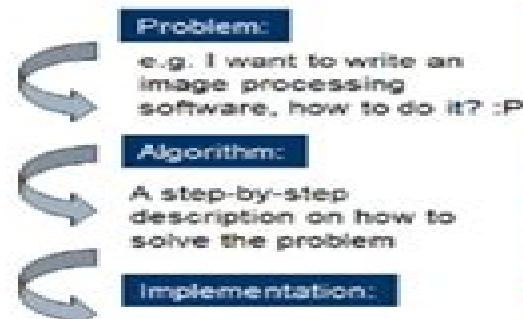 Problem:
e.g. I want to write an
image processing
software, how to do it? :P
Algorithm:
A step-by-step
description on how to
solve the problem
Implementation: